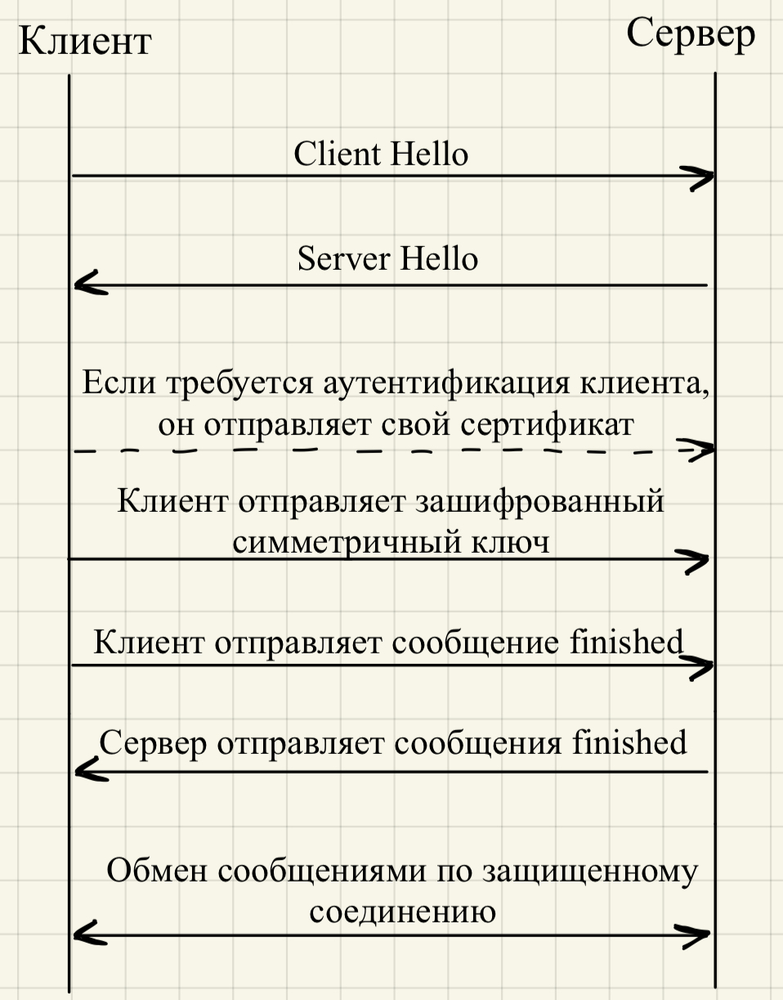 Клиент
Сервер
Client Hello
Server Hello
Если требуется аутентификация клиента,
он отправляет свой сертификат
Клиент отправляет зашифрованный
симметричный ключ
Клиент отправляет сообщение finished
Сервер отправляет сообщения finished
Обмен сообщениями по защищенному
соединению